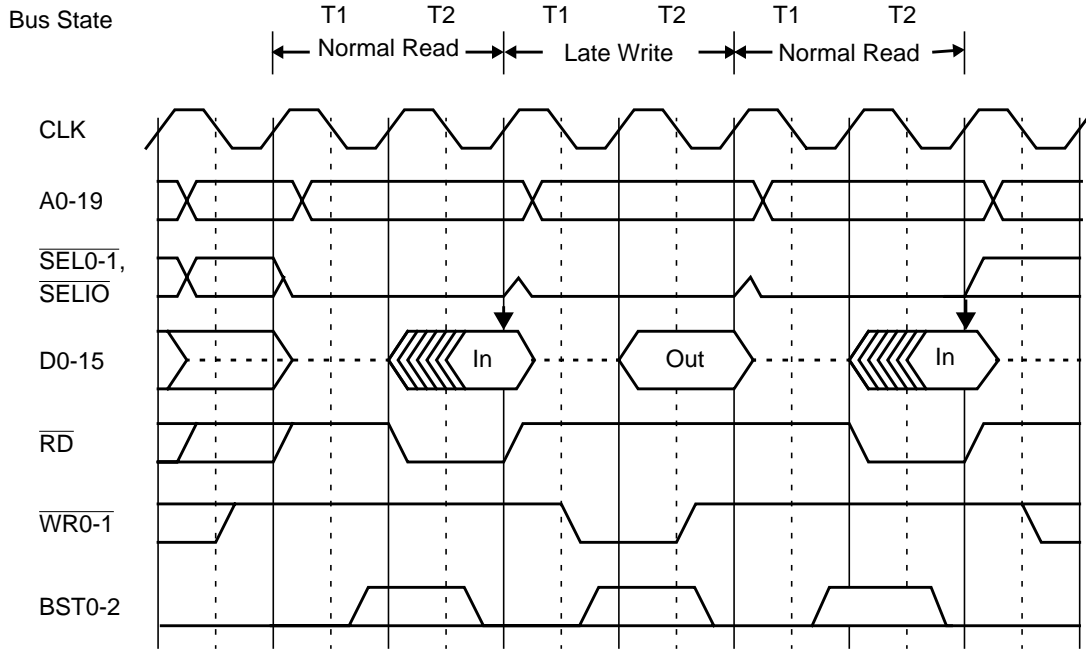 Bus State
T1 T2 T1 T2 T1 T2
Normal Read Late Write Normal Read
CLK
A0-19
SEL0-1,
SELIO
D0-15 In Out In
RD
WR0-1
BST0-2